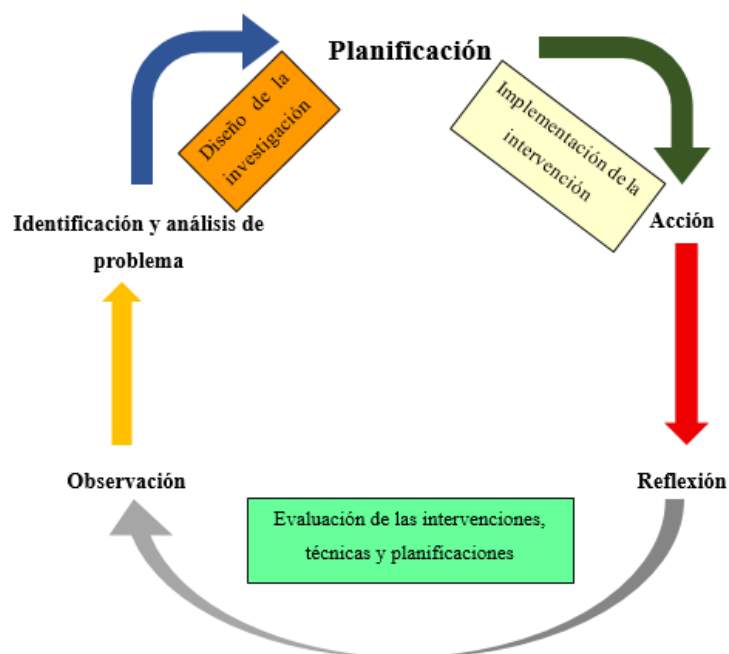 Planificación
Diseño de la
investigación
Implementación de la
intervención
Identificación y análisis de
problema
Acción
Observación
Reflexión
Evaluación de las intervenciones,
técnicas y planificaciones